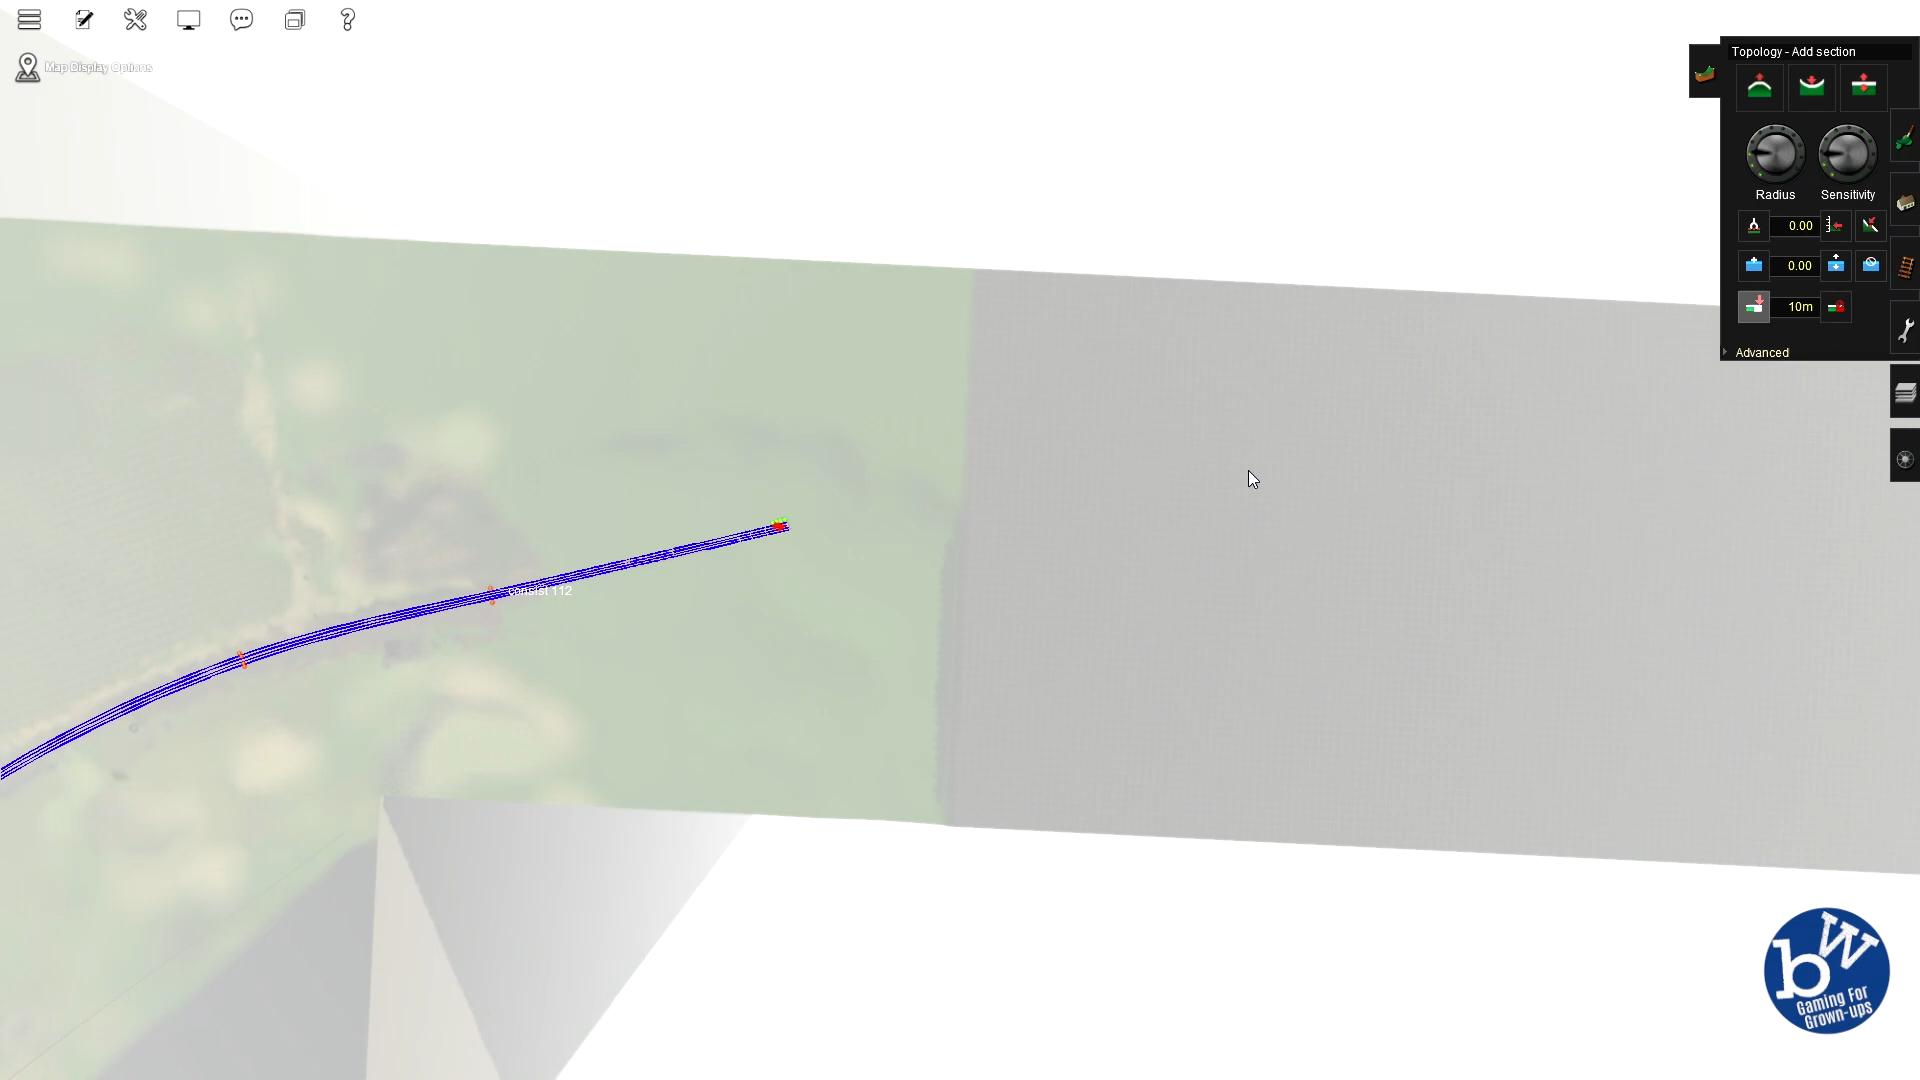 Map Display Options
Topology - Add section
Radius
Sensitivity
0.00
0.00
10m
Advanced
consist 112
bW
Gaming For
Grown-ups